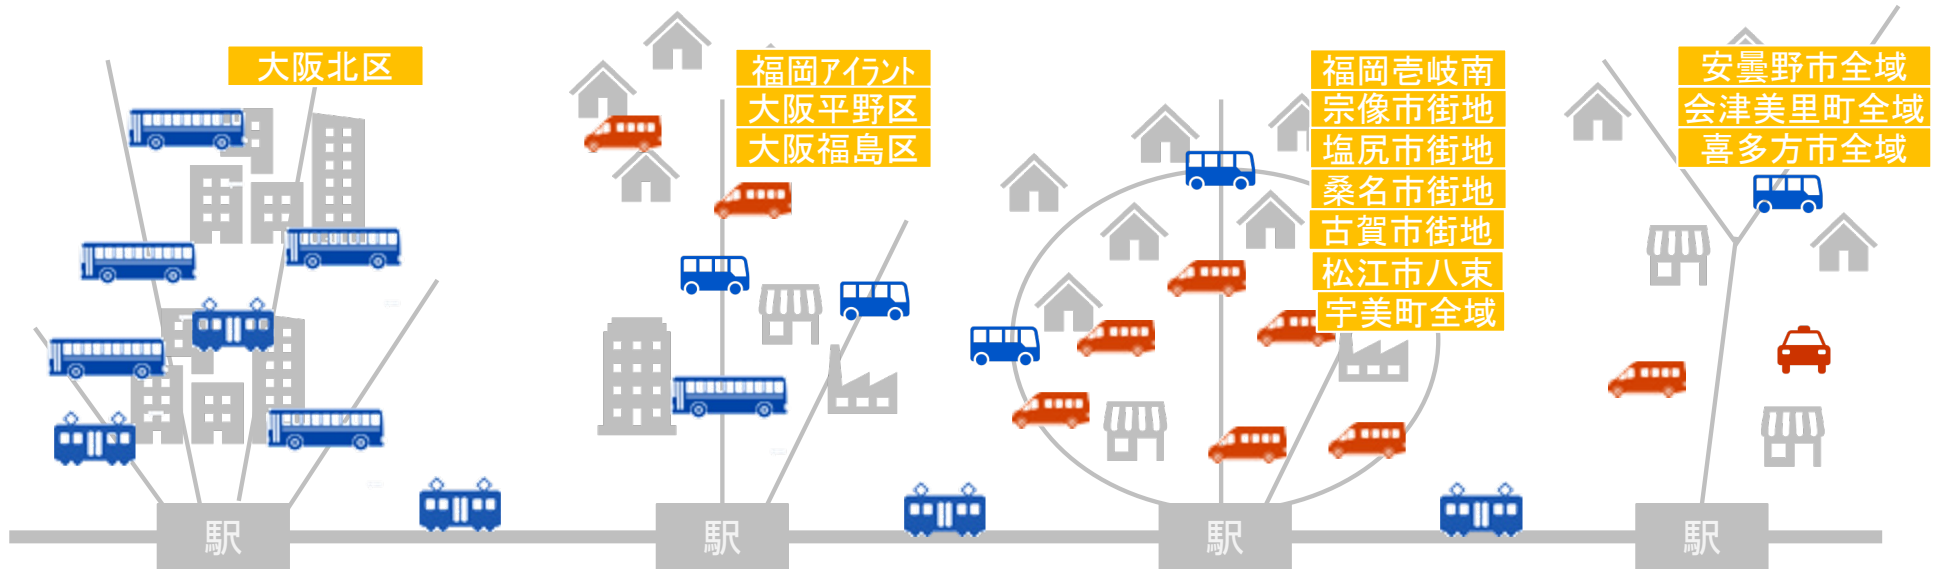 大阪北区
福岡アイラント
大阪平野区
大阪福島区
福岡壱岐南
宗像市街地
塩尻市街地
桑名市街地
古賀市街地
松江市八束
宇美町全域
安曇野市全域
会津美里町全域
喜多方市全域
駅
駅
駅
駅